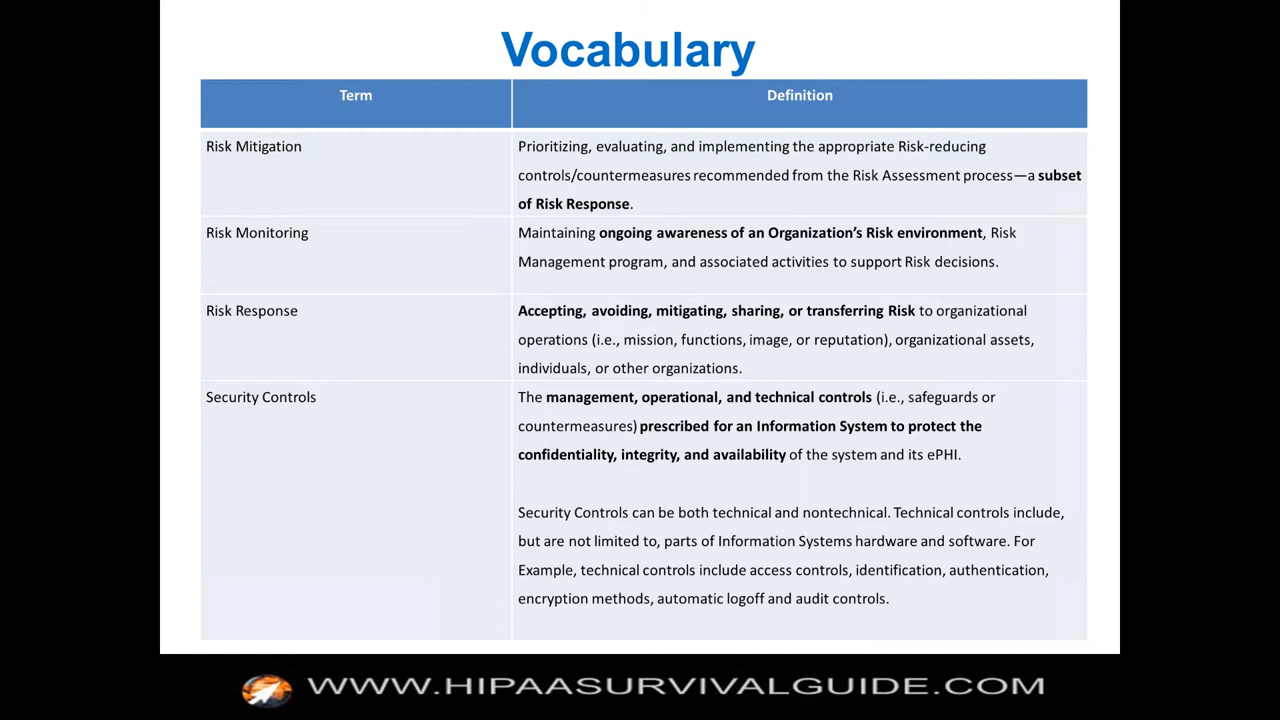 Vocabulary
Term
Definition
Risk Mitigation
Prioritizing, evaluating, and implementing the appropriate Risk-reducing
controls/countermeasures recommended from the Risk Assessment process—a subset
of Risk Response.
Risk Monitoring
Maintaining ongoing awareness of an Organization’s Risk environment, Risk
Management program, and associated activities to support Risk decisions.
Risk Response
Accepting, avoiding, mitigating, sharing, or transferring Risk to organizational
operations (i.e., mission, functions, image, or reputation), organizational assets,
individuals, or other organizations.
Security Controls
The management, operational, and technical controls (i.e., safeguards or
countermeasures) prescribed for an Information System to protect the
confidentiality, integrity, and availability of the system and its ePHI.
Security Controls can be both technical and nontechnical. Technical controls include,
but are not limited to, parts of Information Systems hardware and software. For
Example, technical controls include access controls, identification, authentication,
encryption methods, automatic logoff and audit controls.
WWW.HIPAASURVIVALGUIDE.COM